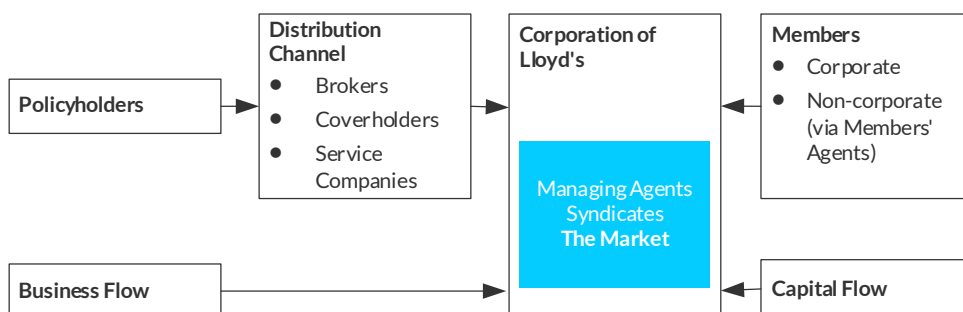 Policyholders
Distribution
Channel
● Brokers
● Coverholders
● Service
Companies
Corporation of
Lloyd's
Managing Agents
Syndicates
The Market
Members
● Corporate
● Non-corporate
(via Members'
Agents)
Business Flow
Capital Flow